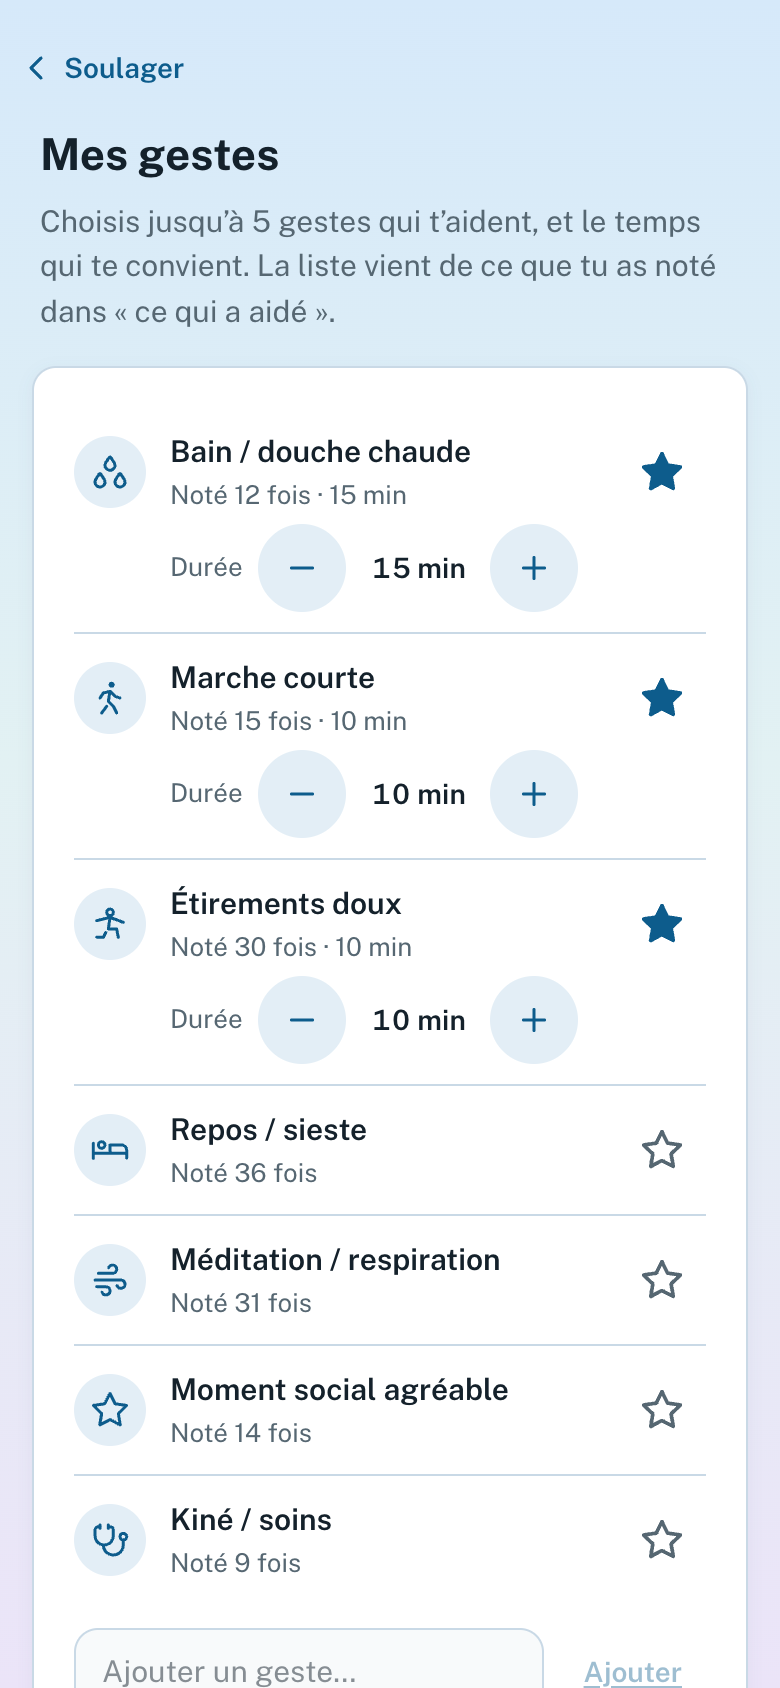 Soulager
Mes gestes
Choisis jusqu’à 5 gestes qui t’aident, et le temps
qui te convient. La liste vient de ce que tu as noté
dans « ce qui a aidé ».
Bain / douche chaude
Noté 12 fois · 15 min
Durée − 15 min +
Marche courte
Noté 15 fois · 10 min
Durée − 10 min +
Étirements doux
Noté 30 fois · 10 min
Durée − 10 min +
Repos / sieste
Noté 36 fois
Méditation / respiration
Noté 31 fois
Moment social agréable
Noté 14 fois
Kiné / soins
Noté 9 fois
Ajouter un geste... Ajouter